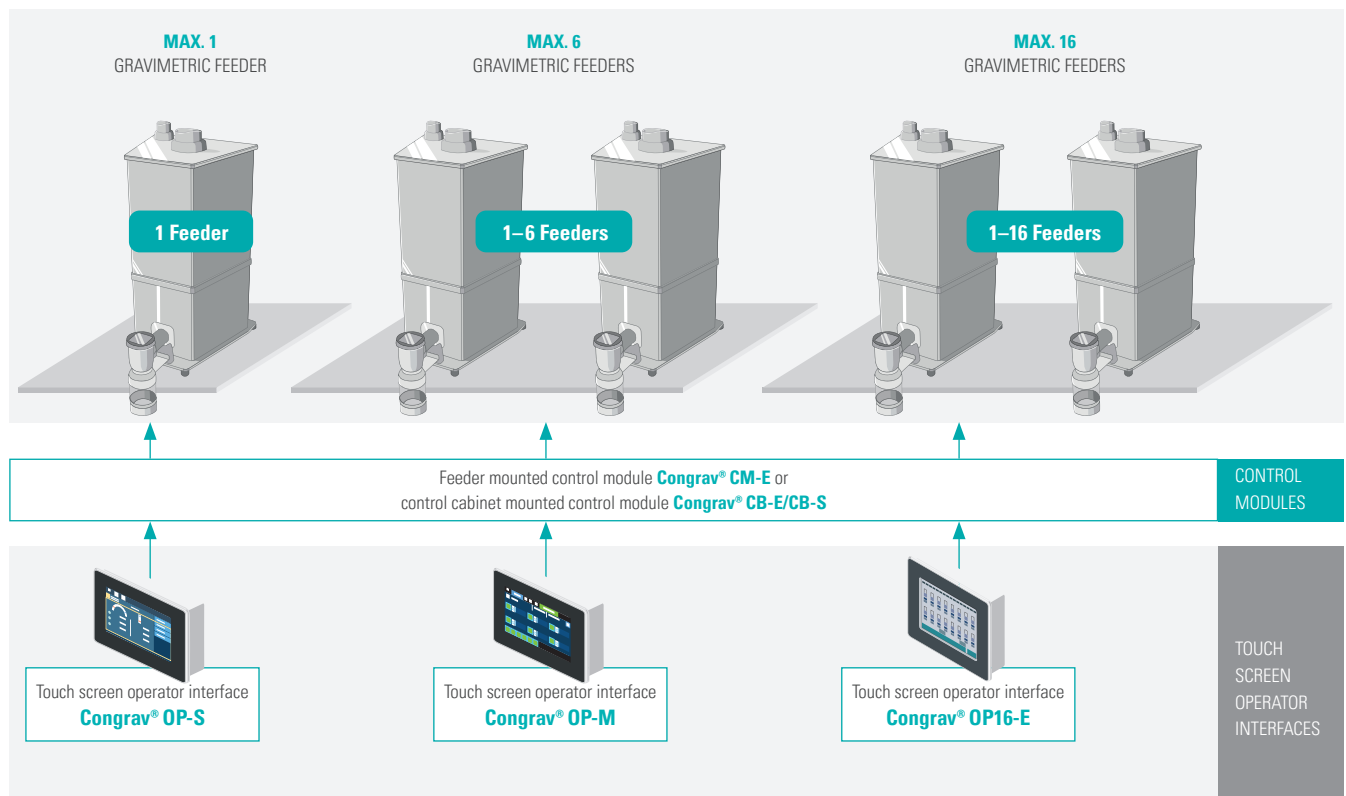 MAX. 1
GRAVIMETRIC FEEDER
MAX. 6
GRAVIMETRIC FEEDERS
MAX. 16
GRAVIMETRIC FEEDERS
1 Feeder
1–6 Feeders
1–16 Feeders
Feeder mounted control module Congrav® CM-E or
control cabinet mounted control module Congrav® CB-E/CB-S
CONTROL
MODULES
Touch screen operator interface
Congrav® OP-S
Touch screen operator interface
Congrav® OP-M
Touch screen operator interface
Congrav® OP16-E
TOUCH
SCREEN
OPERATOR
INTERFACES